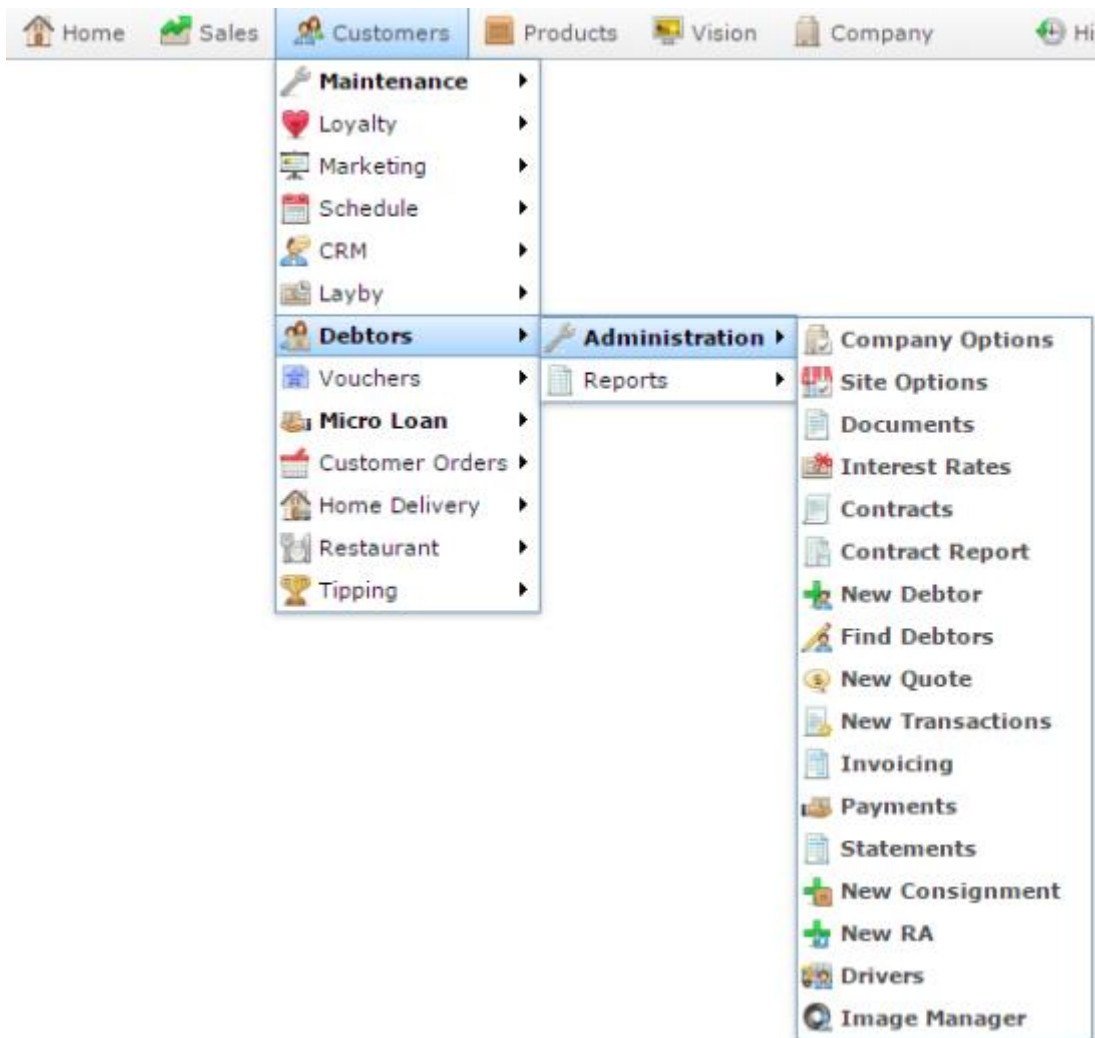 Home Sales Customers Products Vision Company Hi
Maintenance
Loyalty
Marketing
Schedule
CRM
Layby
Debtors
Vouchers
Micro Loan
Customer Orders
Home Delivery
Restaurant
Tipping
Administration
Reports
Company Options
Site Options
Documents
Interest Rates
Contracts
Contract Report
New Debtor
Find Debtors
New Quote
New Transactions
Invoicing
Payments
Statements
New Consignment
New RA
Drivers
Image Manager